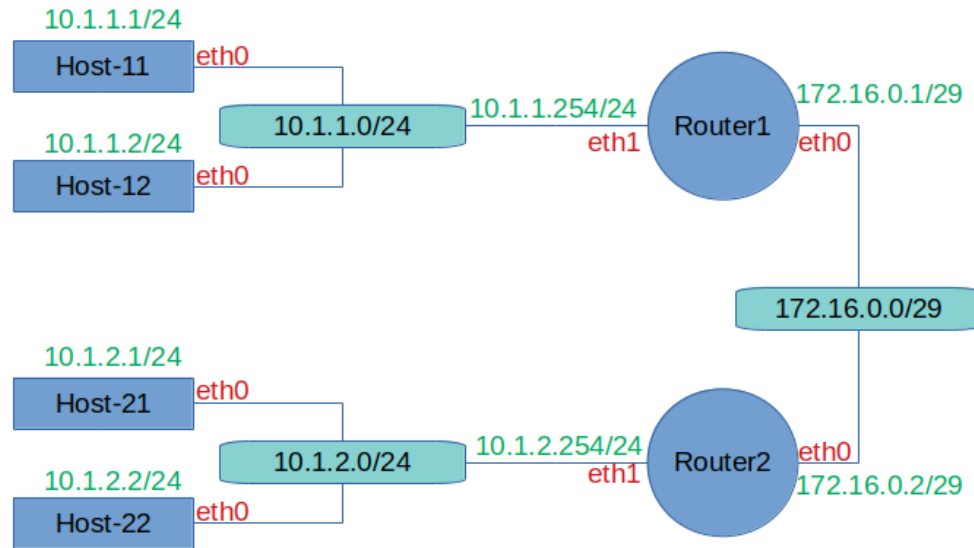 10.1.1.1/24
Host-11
eth0
10.1.1.0/24
10.1.1.2/24
Host-12
eth0
10.1.1.254/24
eth1
Router1
172.16.0.1/29
eth0
172.16.0.0/29
10.1.2.1/24
Host-21
eth0
10.1.2.0/24
10.1.2.2/24
Host-22
eth0
10.1.2.254/24
eth1
Router2
eth0
172.16.0.2/29